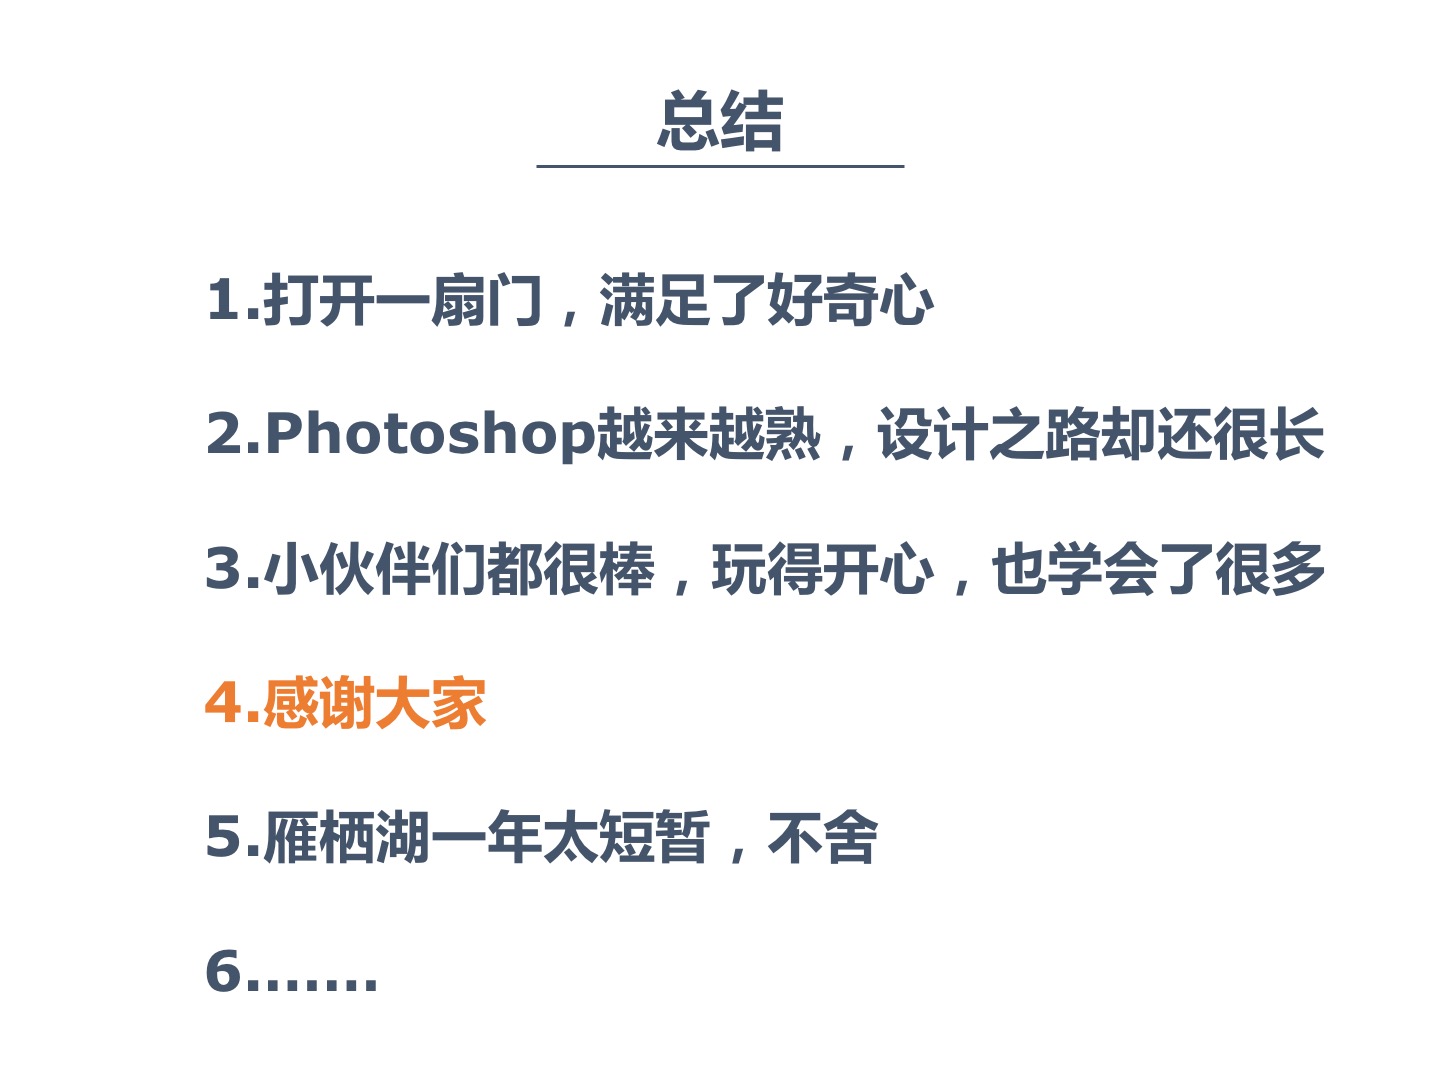 总结
1.打开一扇门，满足了好奇心
2.Photoshop越来越熟，设计之路却还很长
3.小伙伴们都很棒，玩得开心，也学会了很多
4.感谢大家
5.雁栖湖一年太短暂，不舍
6.......